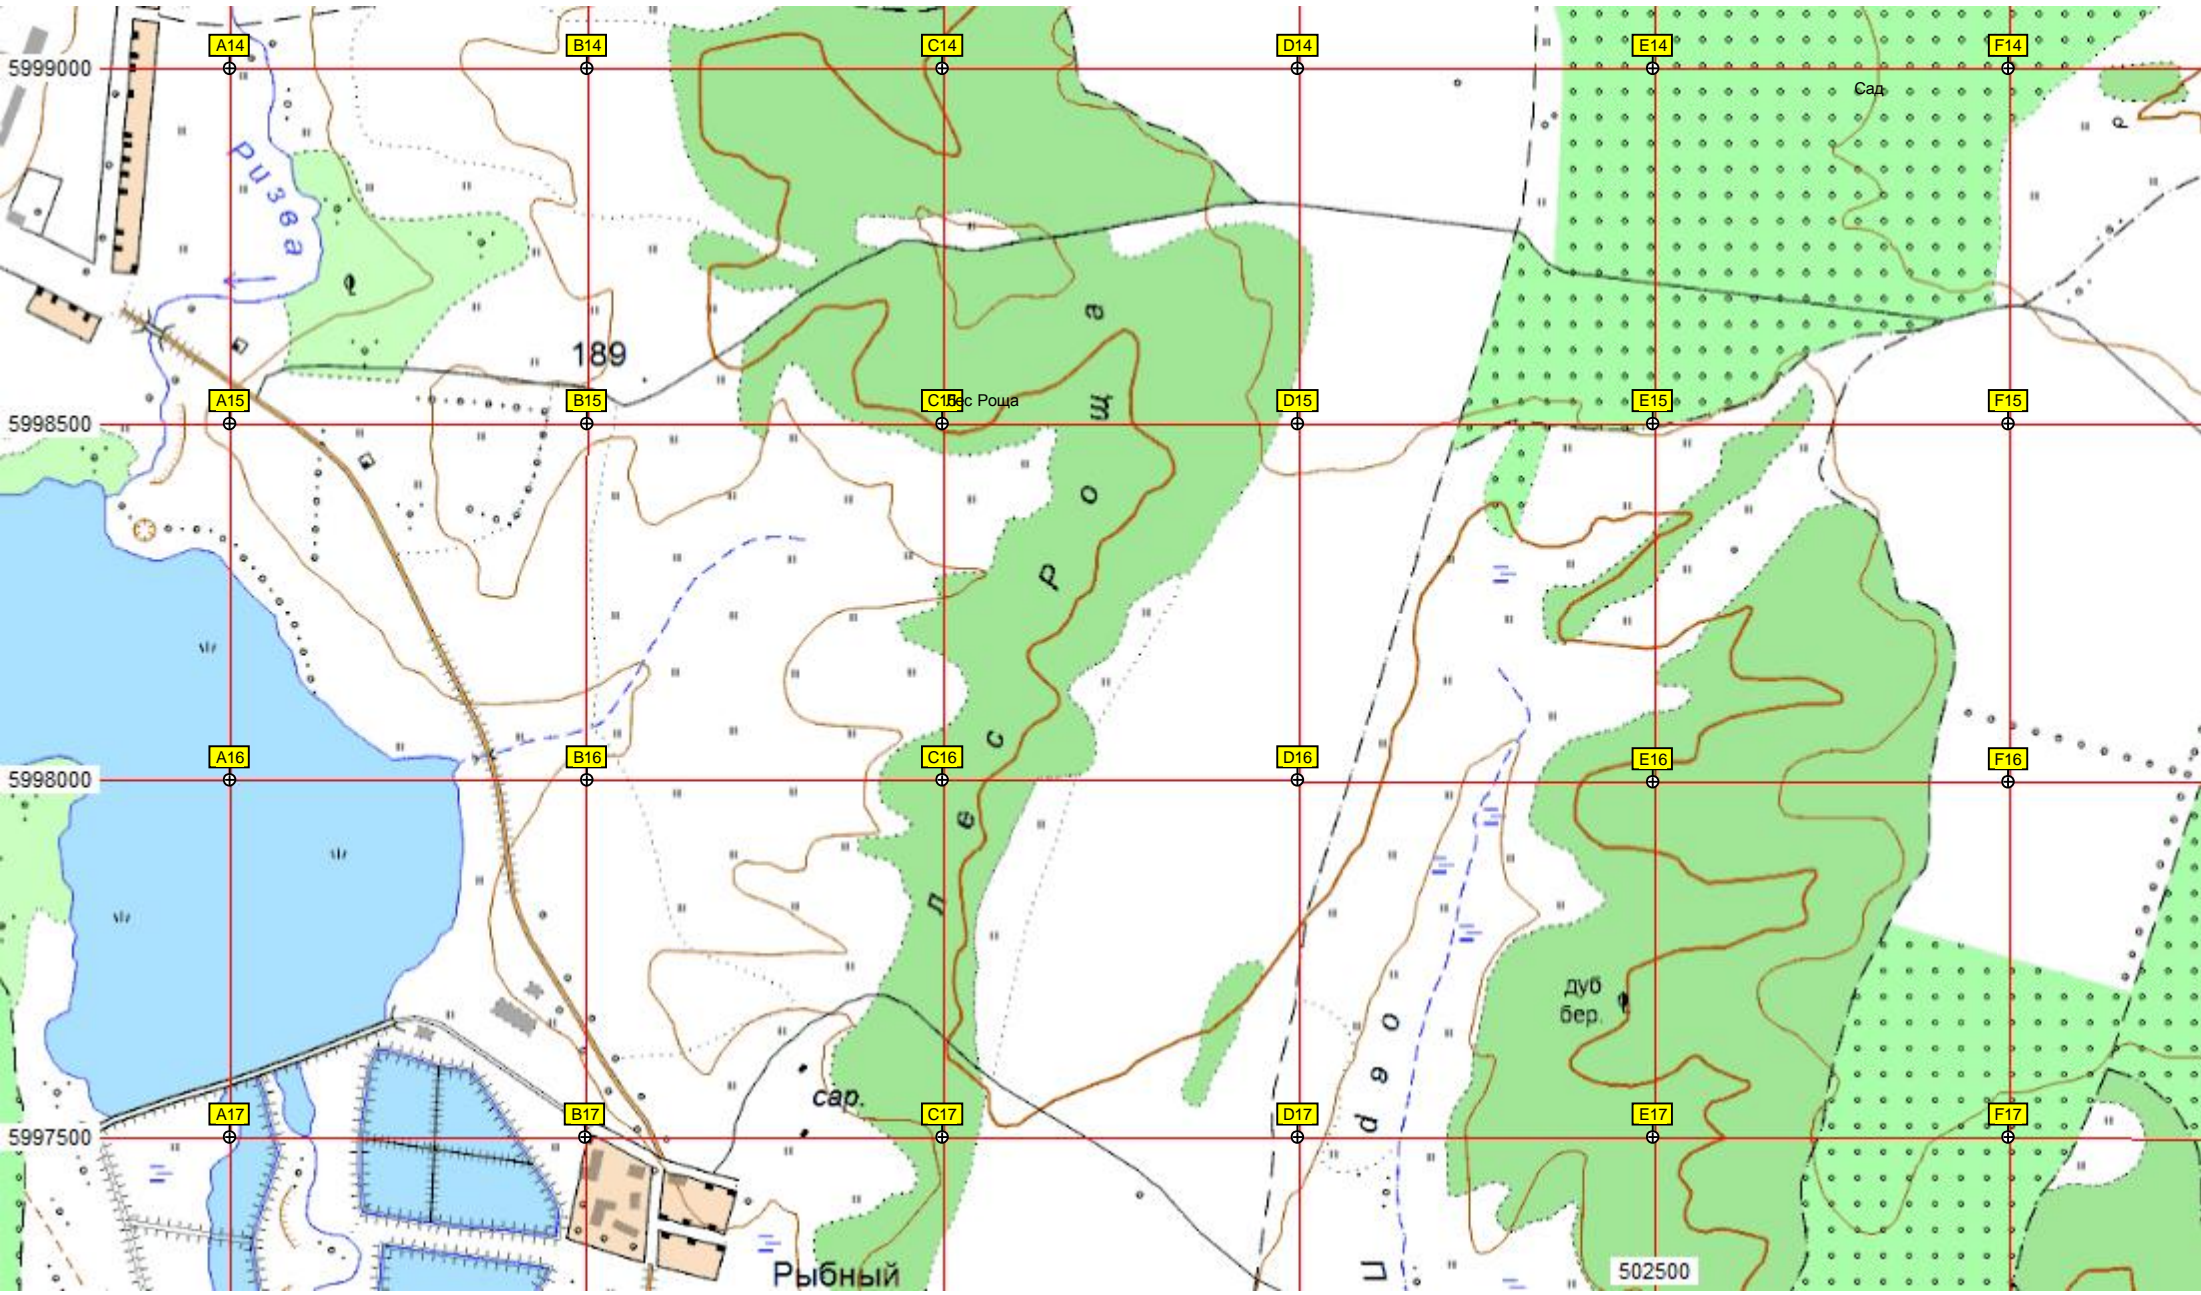 A14
B14
C14
D14
E14
F14
5999000
Сад
р
Ризва
а
189
A15
B15
C15
Лес Роща
D15
E15
F15
5998500
щ
о
Р
с
A16
B16
C16
D16
E16
F16
5998000
е
л
дуб
бер.
о
в
d
П
сар.
A17
B17
C17
D17
E17
F17
5997500
502500
Рыбный